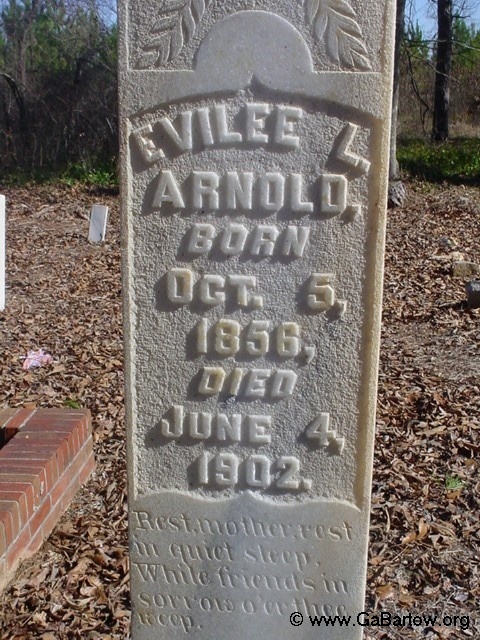 EVILEE L.
ARNOLD,
BORN
OCT. 5,
1856,
DIED
JUNE 4,
1902.
Rest, mother, rest
in quiet sleep,
While friends in
sorrow o'er thee
weep.
© www.GaBartow.org